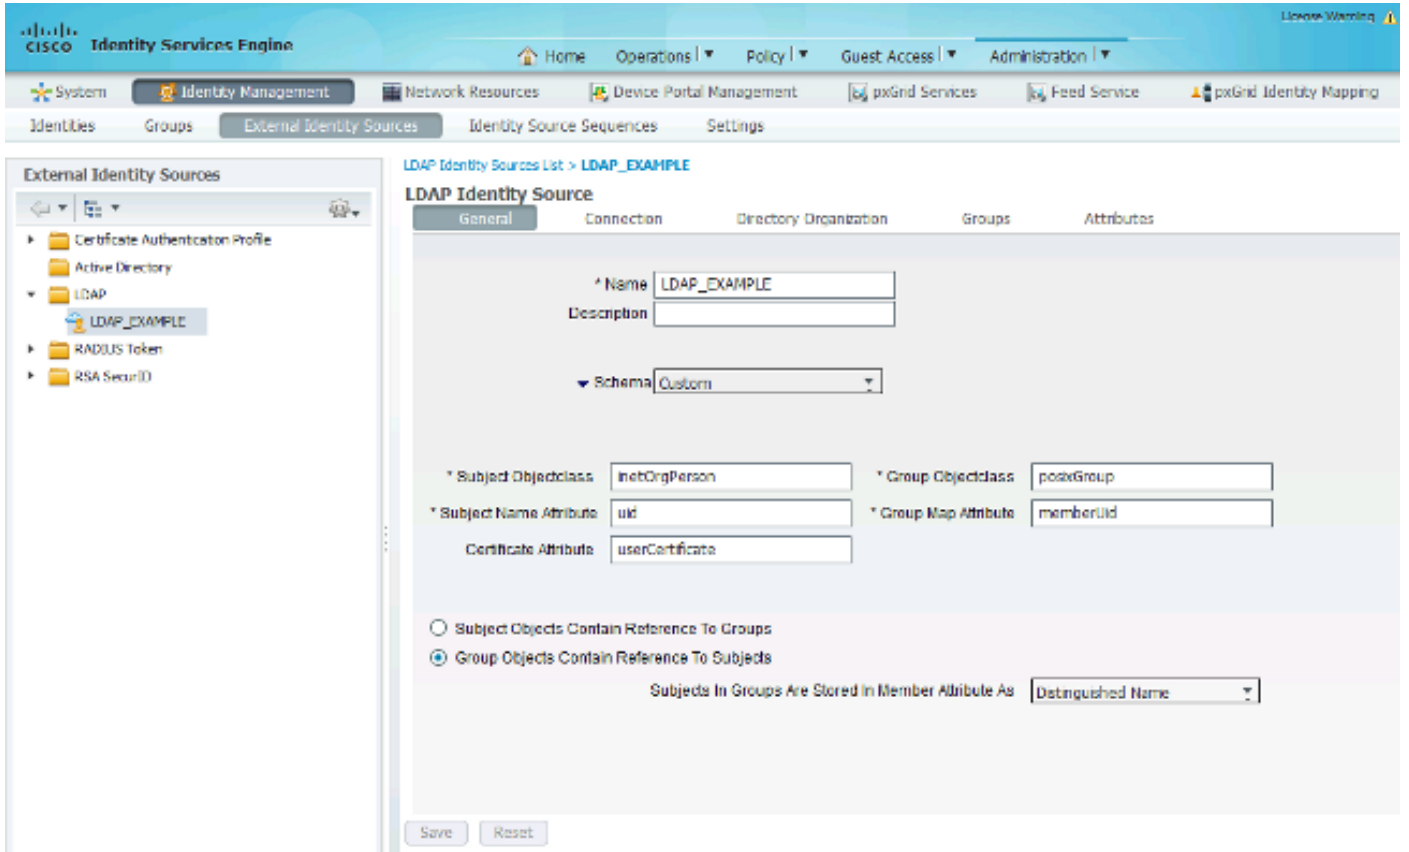 License Warning
CISCO Identity Services Engine
Home Operations Policy Guest Access Administration
System Identity Management Network Resources Device Portal Management pxGrid Services Feed Service pxGrid Identity Mapping
Identities Groups External Identity Sources Identity Source Sequences Settings
External Identity Sources
Certificate Authentication Profile
Active Directory
LDAP
LDAP_EXAMPLE
RADIUS Token
RSA SecurID
LDAP Identity Sources List > LDAP_EXAMPLE
LDAP Identity Source
General Connection Directory Organization Groups Attributes
* Name LDAP_EXAMPLE
Description
Schema Custom
* Subject Objectclass inetOrgPerson * Group Objectclass posixGroup
* Subject Name Attribute uid * Group Map Attribute memberUid
Certificate Attribute userCertificate
Subject Objects Contain Reference To Groups
Group Objects Contain Reference To Subjects
Subjects In Groups Are Stored In Member Attribute As Distinguished Name
Save Reset